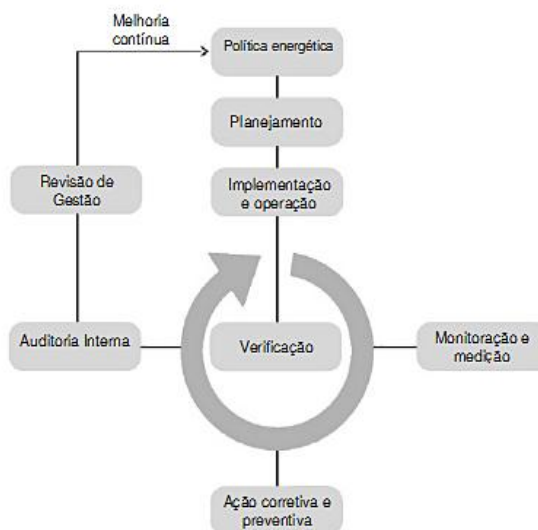 Melhoria
contínua
Política energética
Planejamento
Implementação
e operação
Revisão de
Gestão
Auditoria Interna
Verificação
Monitoração e
medição
Ação corretiva e
preventiva